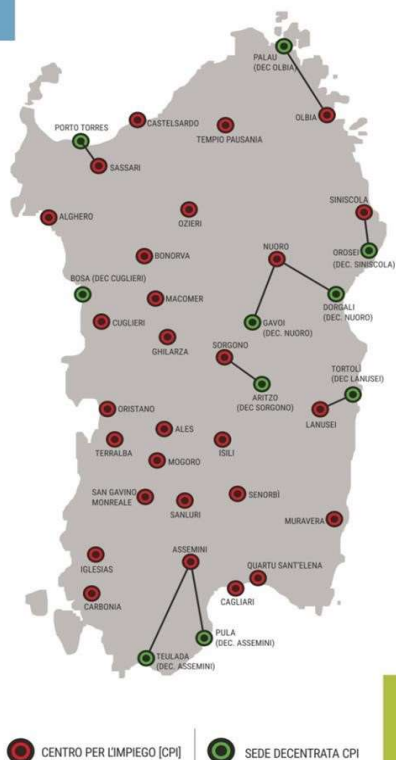 PALAU
(DEC OLBIA)
OLBIA
CASTELSARDO
TEMPIO PAUSANIA
PORTO TORRES
SASSARI
SINISCOLA
ALGHERO
OZIERI
NUORO
OROSEI
(DEC. SINISCOLA)
BONORVA
BOSA (DEC CUGLIERI)
MACOMER
DORGALI
(DEC. NUORO)
CUGLIERI
GAVOI
(DEC. NUORO)
GHILARZA
SORGONO
TORTOLÌ
(DEC LANUSEI)
ARITZO
(DEC SORGONO)
ORISTANO
LANUSEI
ALES
TERRALBA
ISILI
MOGORO
SAN GAVINO
MONREALE
SENORBÌ
SANLURI
MURAVERA
ASSEMINI
IGLESIAS
QUARTU SANT'ELENA
CARBONIA
CAGLIARI
PULA
(DEC. ASSEMINI)
TEULADA
(DEC. ASSEMINI)
CENTRO PER L'IMPIEGO [CPI]
SEDE DECENTRATA CPI